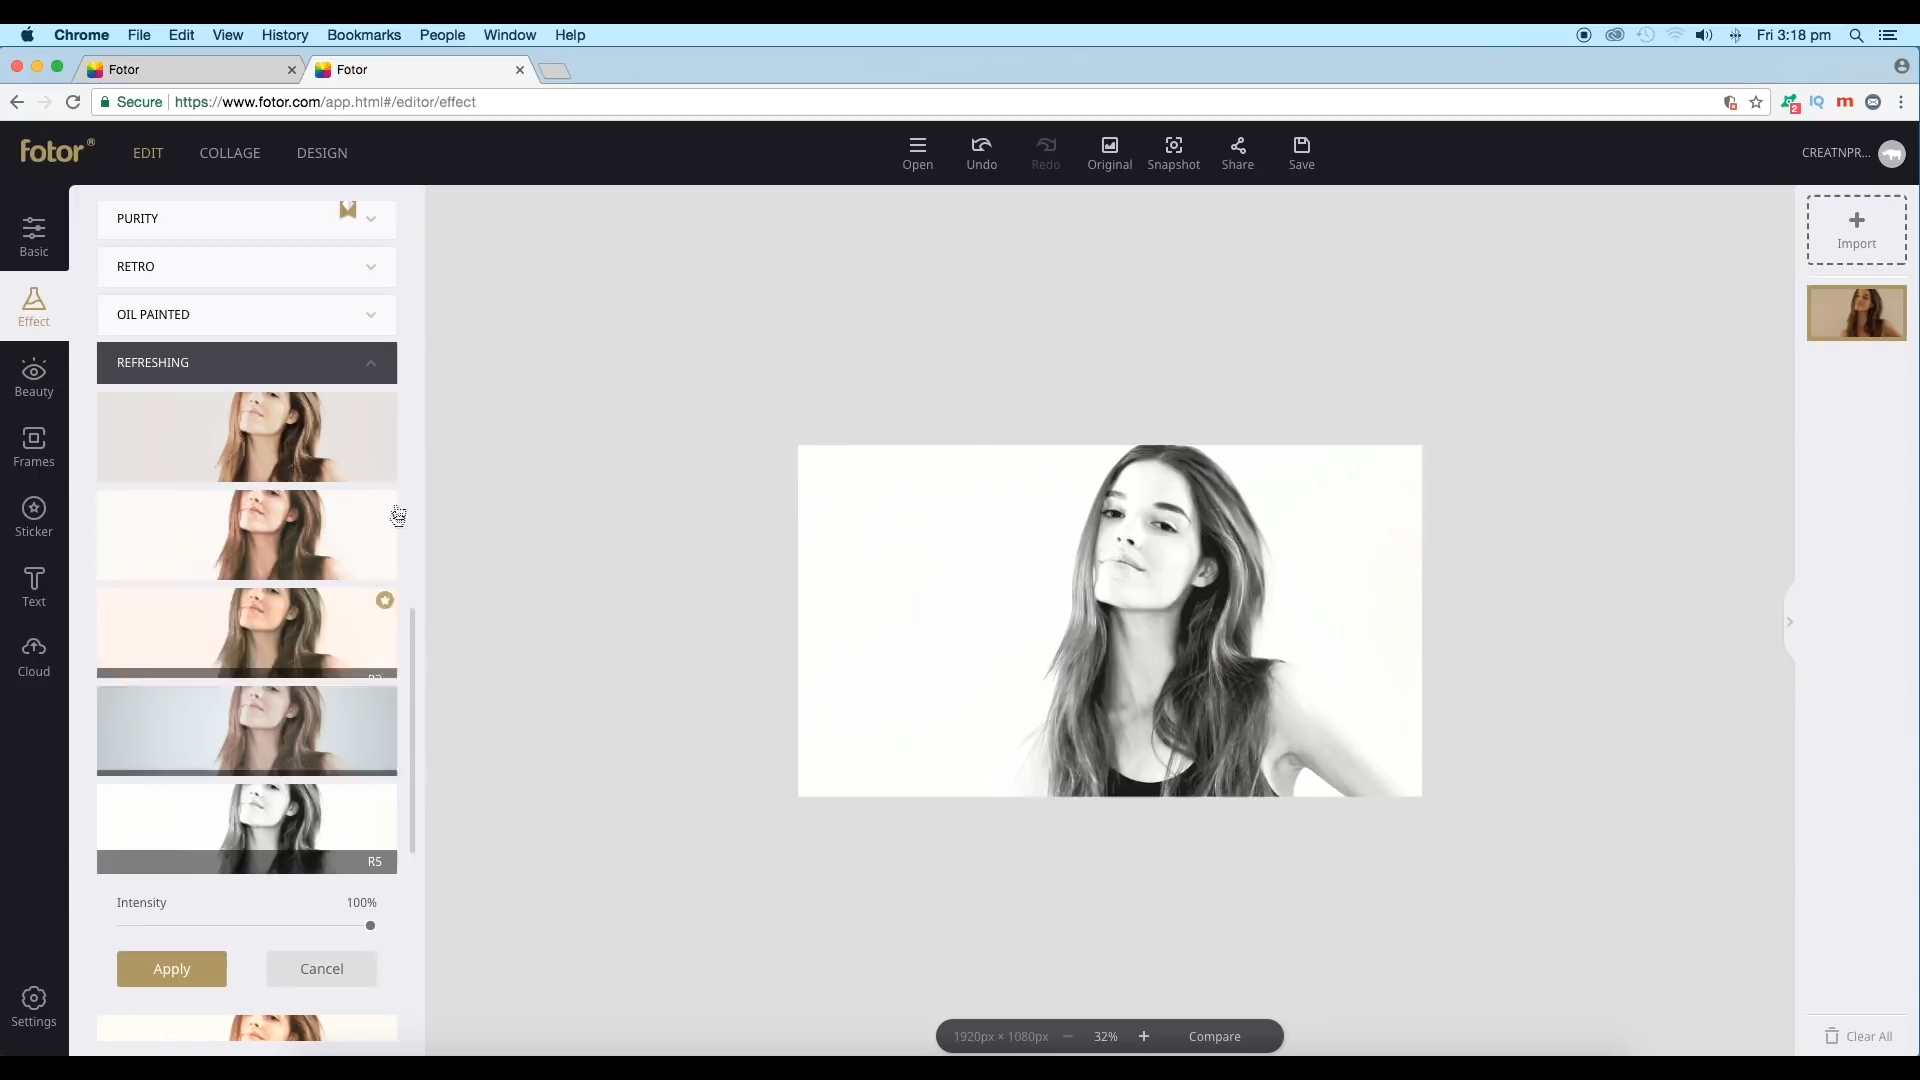 Chrome File Edit View History Bookmarks People Window Help Fri 3:18 pm
Fotor Fotor
Secure https://www.fotor.com/app.html#/editor/effect 2 IQ m
fotor® EDIT COLLAGE DESIGN Open Undo Redo Original Snapshot Share Save CREATNPR...
Basic
Effect
Beauty
Frames
Sticker
Text
Cloud
Settings
PURITY
RETRO
OIL PAINTED
REFRESHING
R5
Intensity 100%
Apply Cancel
Import
1920px × 1080px 32% Compare
Clear All